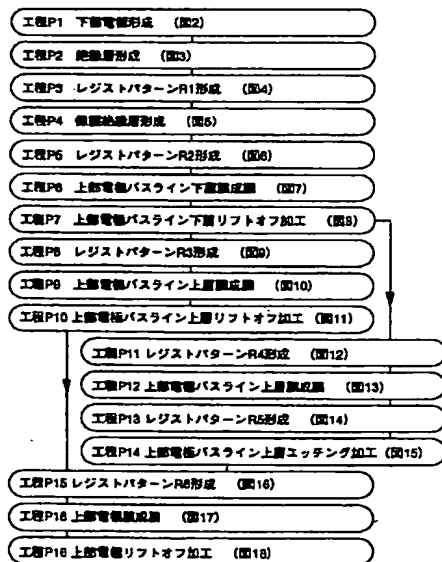 工程P1 下部電極形成 (図2)
工程P2 絶縁層形成 (図3)
工程P3 レジストパターンR1形成 (図4)
工程P4 保護絶縁層形成 (図5)
工程P5 レジストパターンR2形成 (図6)
工程P6 上部電極バスライン下層膜成膜 (図7)
工程P7 上部電極バスライン下層リフトオフ加工 (図8)
工程P8 レジストパターンR3形成 (図9)
工程P9 上部電極バスライン上層膜成膜 (図10)
工程P10 上部電極バスライン上層リフトオフ加工 (図11)
工程P11 レジストパターンR4形成 (図12)
工程P12 上部電極バスライン上層膜成膜 (図13)
工程P13 レジストパターンR5形成 (図14)
工程P14 上部電極バスライン上層エッチング加工 (図15)
工程P15 レジストパターンR6形成 (図16)
工程P16 上部電極膜成膜 (図17)
工程P16 上部電極リフトオフ加工 (図18)